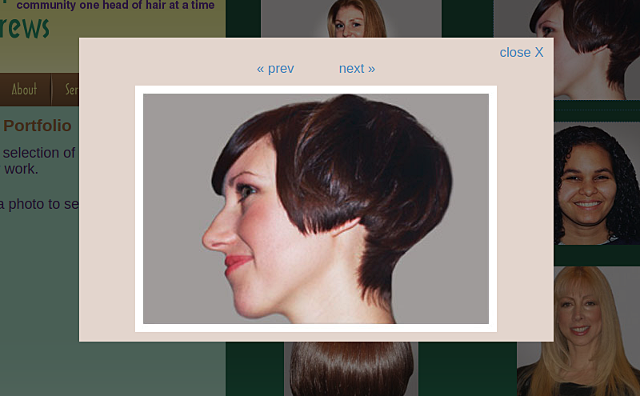 community one head of hair at a time
rews
close X
« prev
next »
About
Ser
Portfolio
selection of
work.
a photo to se